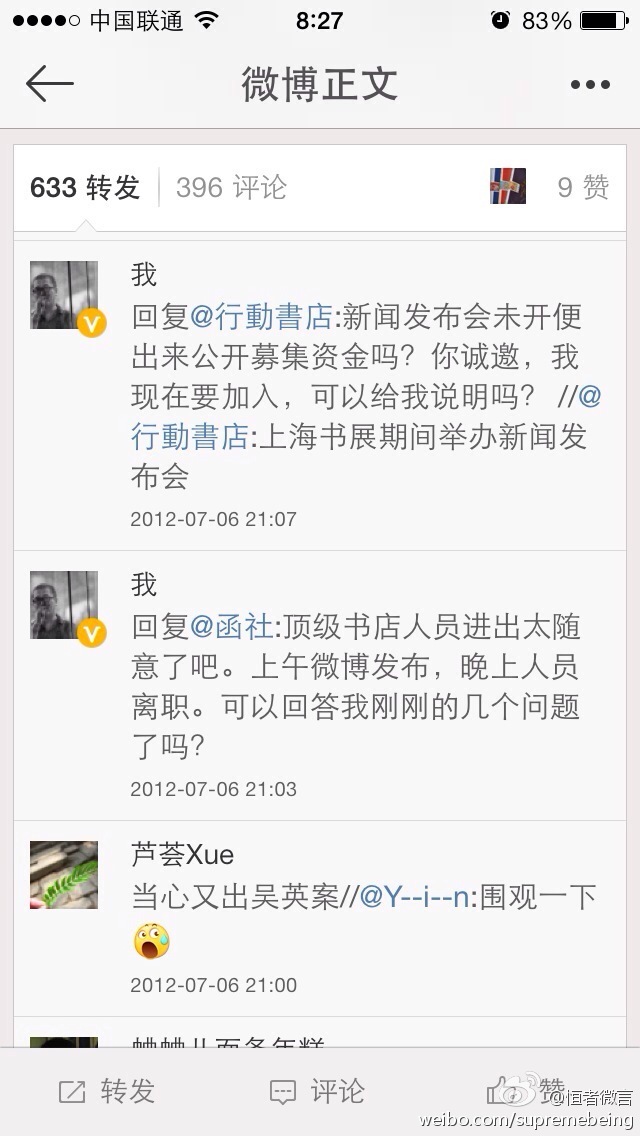 中国联通 8:27 83%
微博正文
633 转发 396 评论 9 赞
我
回复@行動書店:新闻发布会未开便
出来公开募集资金吗？你诚邀，我
现在要加入，可以给我说明吗？ //@
行動書店:上海书展期间举办新闻发
布会
2012-07-06 21:07
我
回复@函社:顶级书店人员进出太随
意了吧。上午微博发布，晚上人员
离职。可以回答我刚刚的几个问题
了吗？
2012-07-06 21:03
芦荟Xue
当心又出吴英案//@Y--i--n:围观一下
2012-07-06 21:00
转发 评论 赞
@恒者微言
weibo.com/supremebeing